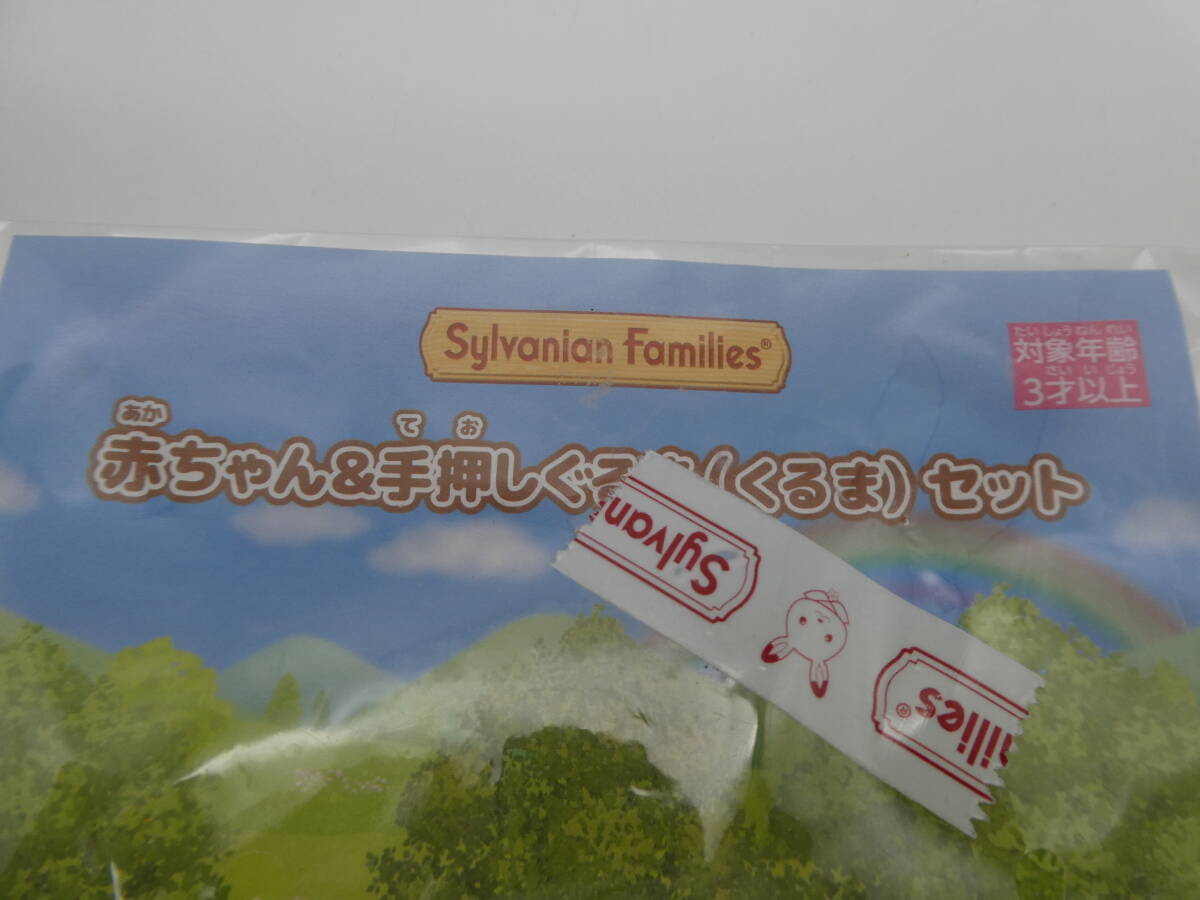 Sylvanian Families®
たいしょうねんれい
対象年齢
さいいじょう
3才以上
あか て お
赤ちゃん&手押しぐるま(くるま)セット
Sylvan
ilies®